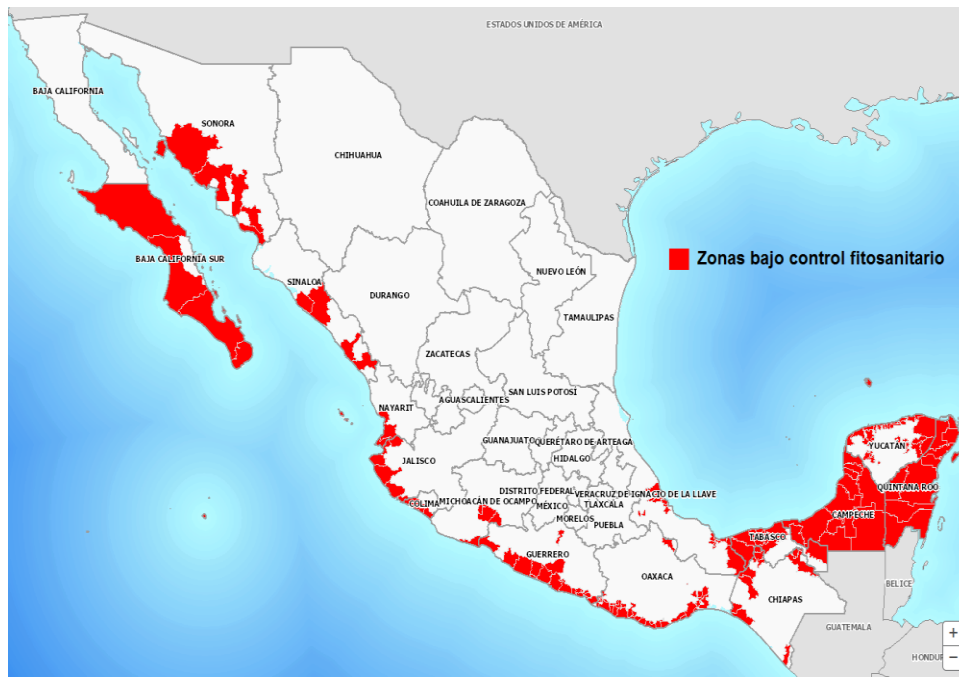 ESTADOS UNIDOS DE AMÉRICA
BAJA CALIFORNIA
SONORA
CHIHUAHUA
COAHUILA DE ZARAGOZA
Zonas bajo control fitosanitario
BAJA CALIFORNIA SUR
NUEVO LEÓN
SINALOA
DURANGO
TAMAULIPAS
ZACATECAS
SAN LUIS POTOSÍ
AGUASCALIENTES
NAYARIT
GUANAJUATO
QUERÉTARO DE ARTEAGA
YUCATÁN
HIDALGO
JALISCO
QUINTANA ROO
DISTRITO FEDERAL
VERACRUZ DE IGNACIO DE LA LLAVE
COLIMA
MICHOACÁN DE OCAMPO
MÉXICO
TLAXCALA
CAMPECHE
MORELOS
PUEBLA
TABASCO
GUERRERO
OAXACA
BELICE
CHIAPAS
GUATEMALA
HONDUR
+
−